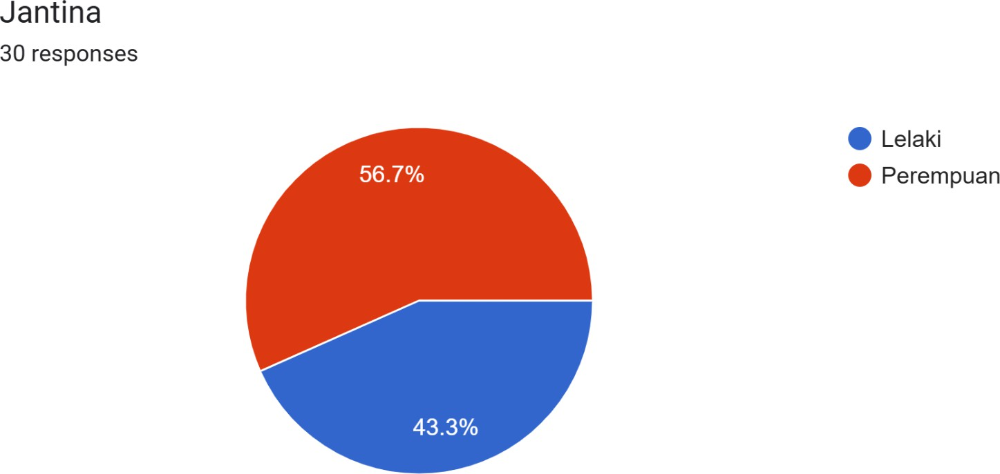 Jantina
30 responses
Lelaki
Perempuan
56.7%
43.3%